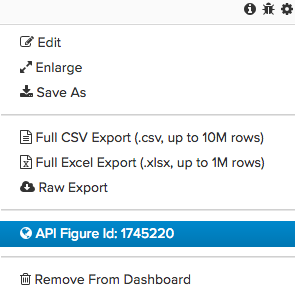 Edit
Enlarge
Save As
Full CSV Export (.csv, up to 10M rows)
Full Excel Export (.xlsx, up to 1M rows)
Raw Export
API Figure Id: 1745220
Remove From Dashboard